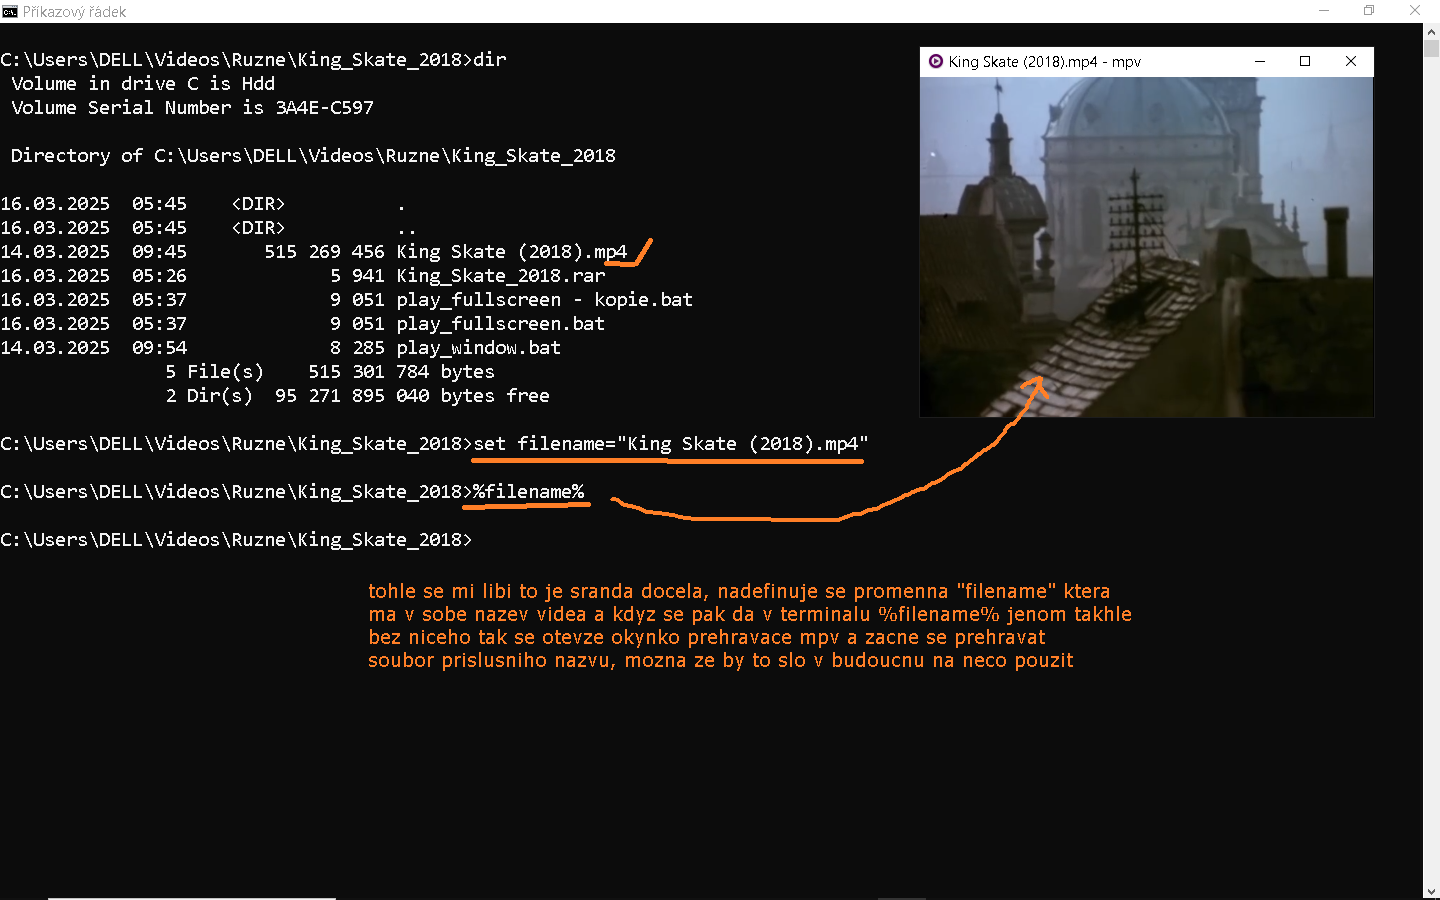 Příkazový řádek
C:\Users\DELL\Videos\Ruzne\King_Skate_2018>dir
Volume in drive C is Hdd
Volume Serial Number is 3A4E-C597
Directory of C:\Users\DELL\Videos\Ruzne\King_Skate_2018
16.03.2025  05:45    <DIR>          .
16.03.2025  05:45    <DIR>          ..
14.03.2025  09:45       515 269 456 King Skate (2018).mp4
16.03.2025  05:26             5 941 King_Skate_2018.rar
16.03.2025  05:37             9 051 play_fullscreen - kopie.bat
16.03.2025  05:37             9 051 play_fullscreen.bat
14.03.2025  09:54             8 285 play_window.bat
5 File(s)    515 301 784 bytes
2 Dir(s)  95 271 895 040 bytes free
C:\Users\DELL\Videos\Ruzne\King_Skate_2018>set filename="King Skate (2018).mp4"
C:\Users\DELL\Videos\Ruzne\King_Skate_2018>%filename%
C:\Users\DELL\Videos\Ruzne\King_Skate_2018>
King Skate (2018).mp4 - mpv
tohle se mi libi to je sranda docela, nadefinuje se promenna "filename" ktera
ma v sobe nazev videa a kdyz se pak da v terminalu %filename% jenom takhle
bez niceho tak se otevze okynko prehravace mpv a zacne se prehravat
soubor prislusniho nazvu, mozna ze by to slo v budoucnu na neco pouzit